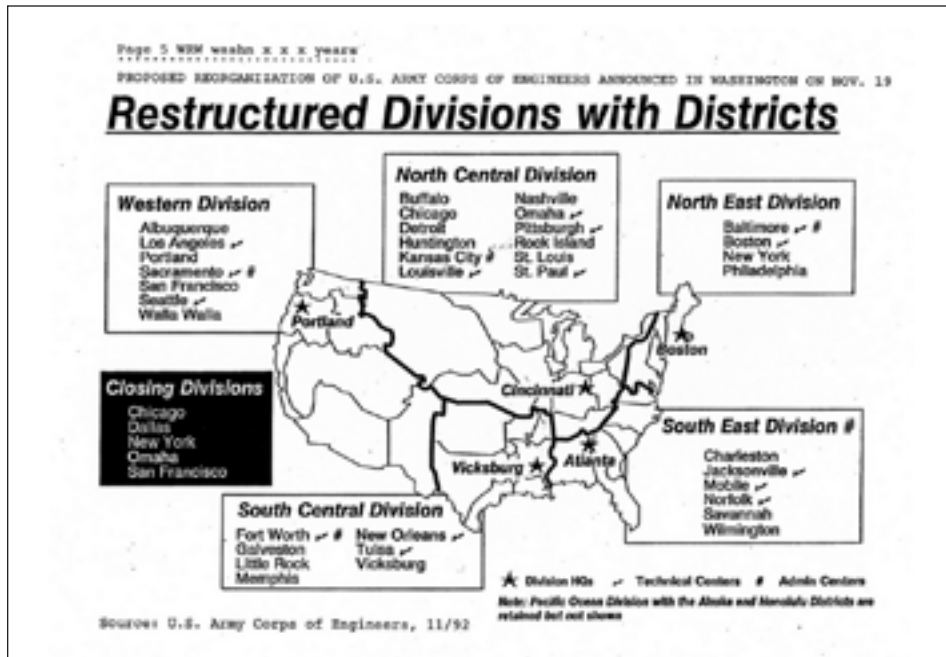 Page 5 WRW washn x x x years
PROPOSED REORGANIZATION OF U.S. ARMY CORPS OF ENGINEERS ANNOUNCED IN WASHINGTON ON NOV. 19
Restructured Divisions with Districts
North Central Division
Buffalo Nashville
Chicago Omaha ✓
Detroit Pittsburgh ✓
Huntington Rock Island
Kansas City # St. Louis
Louisville ✓ St. Paul ✓
Western Division
Albuquerque
Los Angeles ✓
Portland
Sacramento ✓ #
San Francisco
Seattle ✓
Walla Walla
North East Division
Baltimore ✓ #
Boston ✓
New York
Philadelphia
Portland
Boston
Cincinnati
Vicksburg
Atlanta
Closing Divisions
Chicago
Dallas
New York
Omaha
San Francisco
South East Division #
Charleston
Jacksonville ✓
Mobile ✓
Norfolk ✓
Savannah
Wilmington
South Central Division
Fort Worth ✓ # New Orleans ✓
Galveston Tulsa ✓
Little Rock Vicksburg
Memphis
★ Division HQs ✓ Technical Centers # Admin Centers
Note: Pacific Ocean Division with the Alaska and Honolulu Districts are
retained but not shown
Source: U.S. Army Corps of Engineers, 11/92